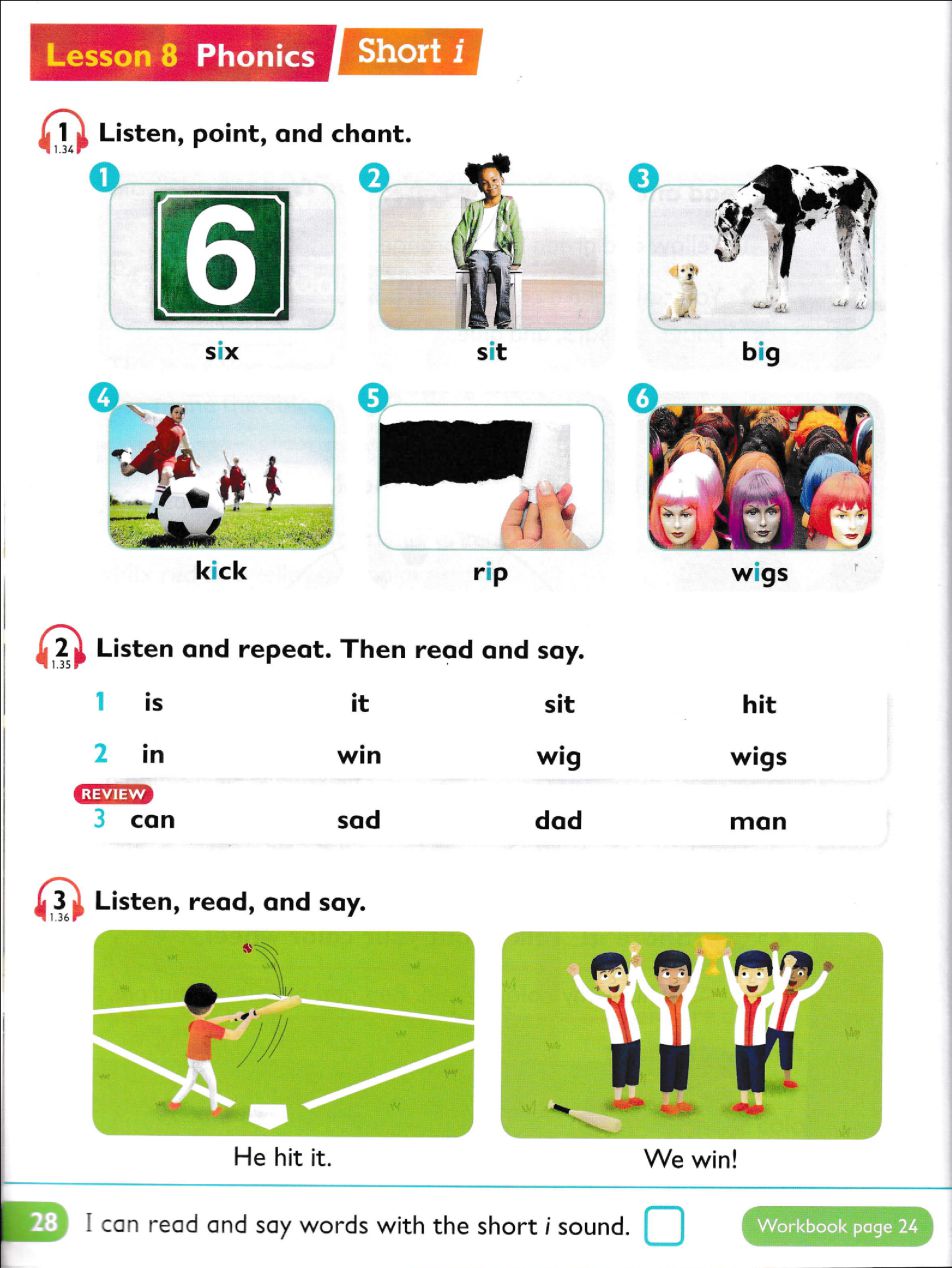 Lesson 8 Phonics Short i
1 Listen, point, and chant.
1.34
1 2 3
6
six sit big
4 5 6
kick rip wigs
2 Listen and repeat. Then read and say.
1.35
1 is it sit hit
2 in win wig wigs
REVIEW
3 can sad dad man
3 Listen, read, and say.
1.36
He hit it. We win!
28 I can read and say words with the short i sound. Workbook page 24